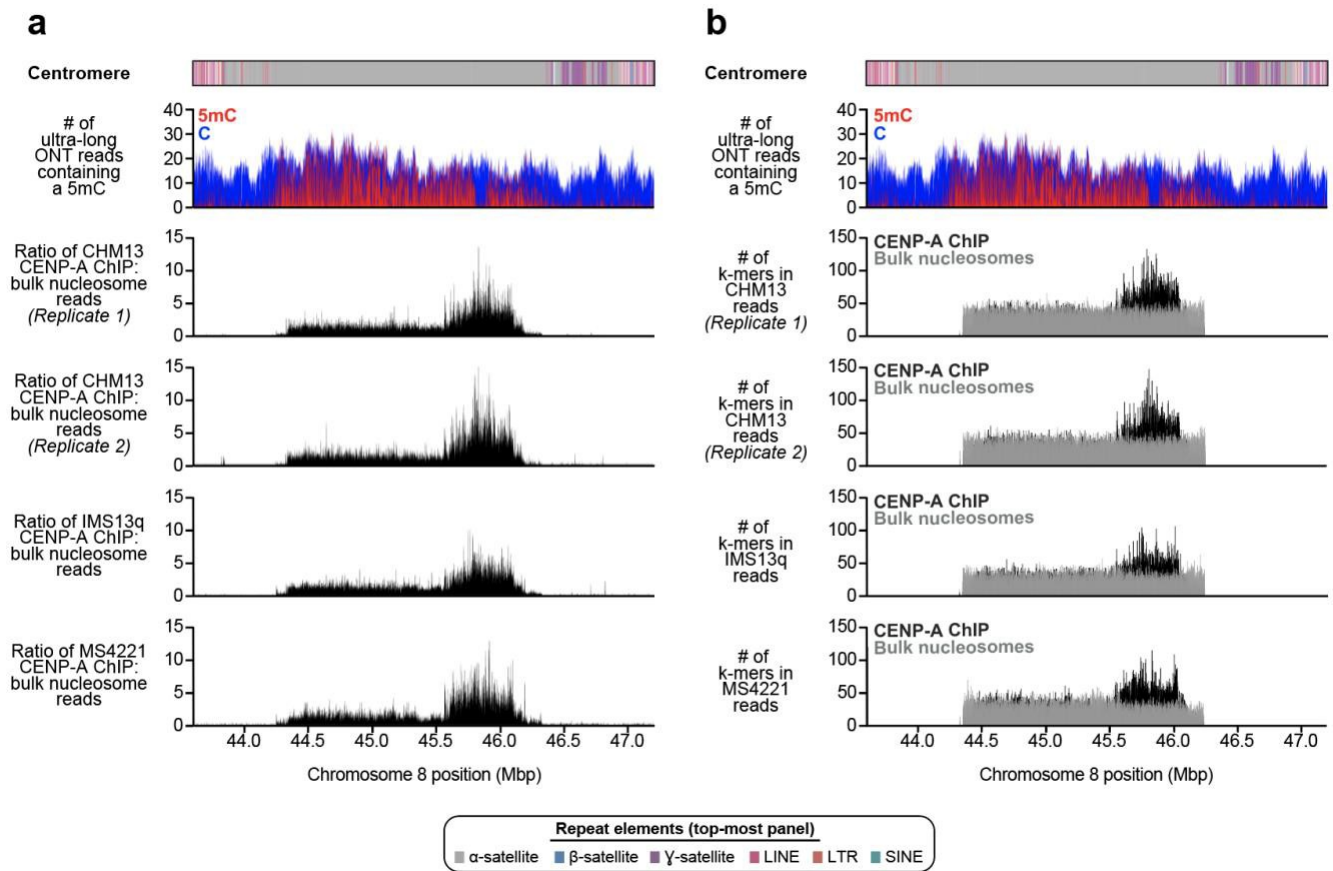 a
Centromere
# of
ultra-long
ONT reads
containing
a 5mC
40
30
20
10
0
5mC
C
Ratio of CHM13
CENP-A ChIP:
bulk nucleosome
reads
(Replicate 1)
15
10
5
0
Ratio of CHM13
CENP-A ChIP:
bulk nucleosome
reads
(Replicate 2)
15
10
5
0
Ratio of IMS13q
CENP-A ChIP:
bulk nucleosome
reads
15
10
5
0
Ratio of MS4221
CENP-A ChIP:
bulk nucleosome
reads
15
10
5
0
44.0 44.5 45.0 45.5 46.0 46.5 47.0
Chromosome 8 position (Mbp)
b
Centromere
# of
ultra-long
ONT reads
containing
a 5mC
40
30
20
10
0
5mC
C
# of
k-mers in
CHM13
reads
(Replicate 1)
150
100
50
0
CENP-A ChIP
Bulk nucleosomes
# of
k-mers in
CHM13
reads
(Replicate 2)
150
100
50
0
CENP-A ChIP
Bulk nucleosomes
# of
k-mers in
IMS13q
reads
150
100
50
0
CENP-A ChIP
Bulk nucleosomes
# of
k-mers in
MS4221
reads
150
100
50
0
CENP-A ChIP
Bulk nucleosomes
44.0 44.5 45.0 45.5 46.0 46.5 47.0
Chromosome 8 position (Mbp)
Repeat elements (top-most panel)
α-satellite β-satellite Ɣ-satellite LINE LTR SINE